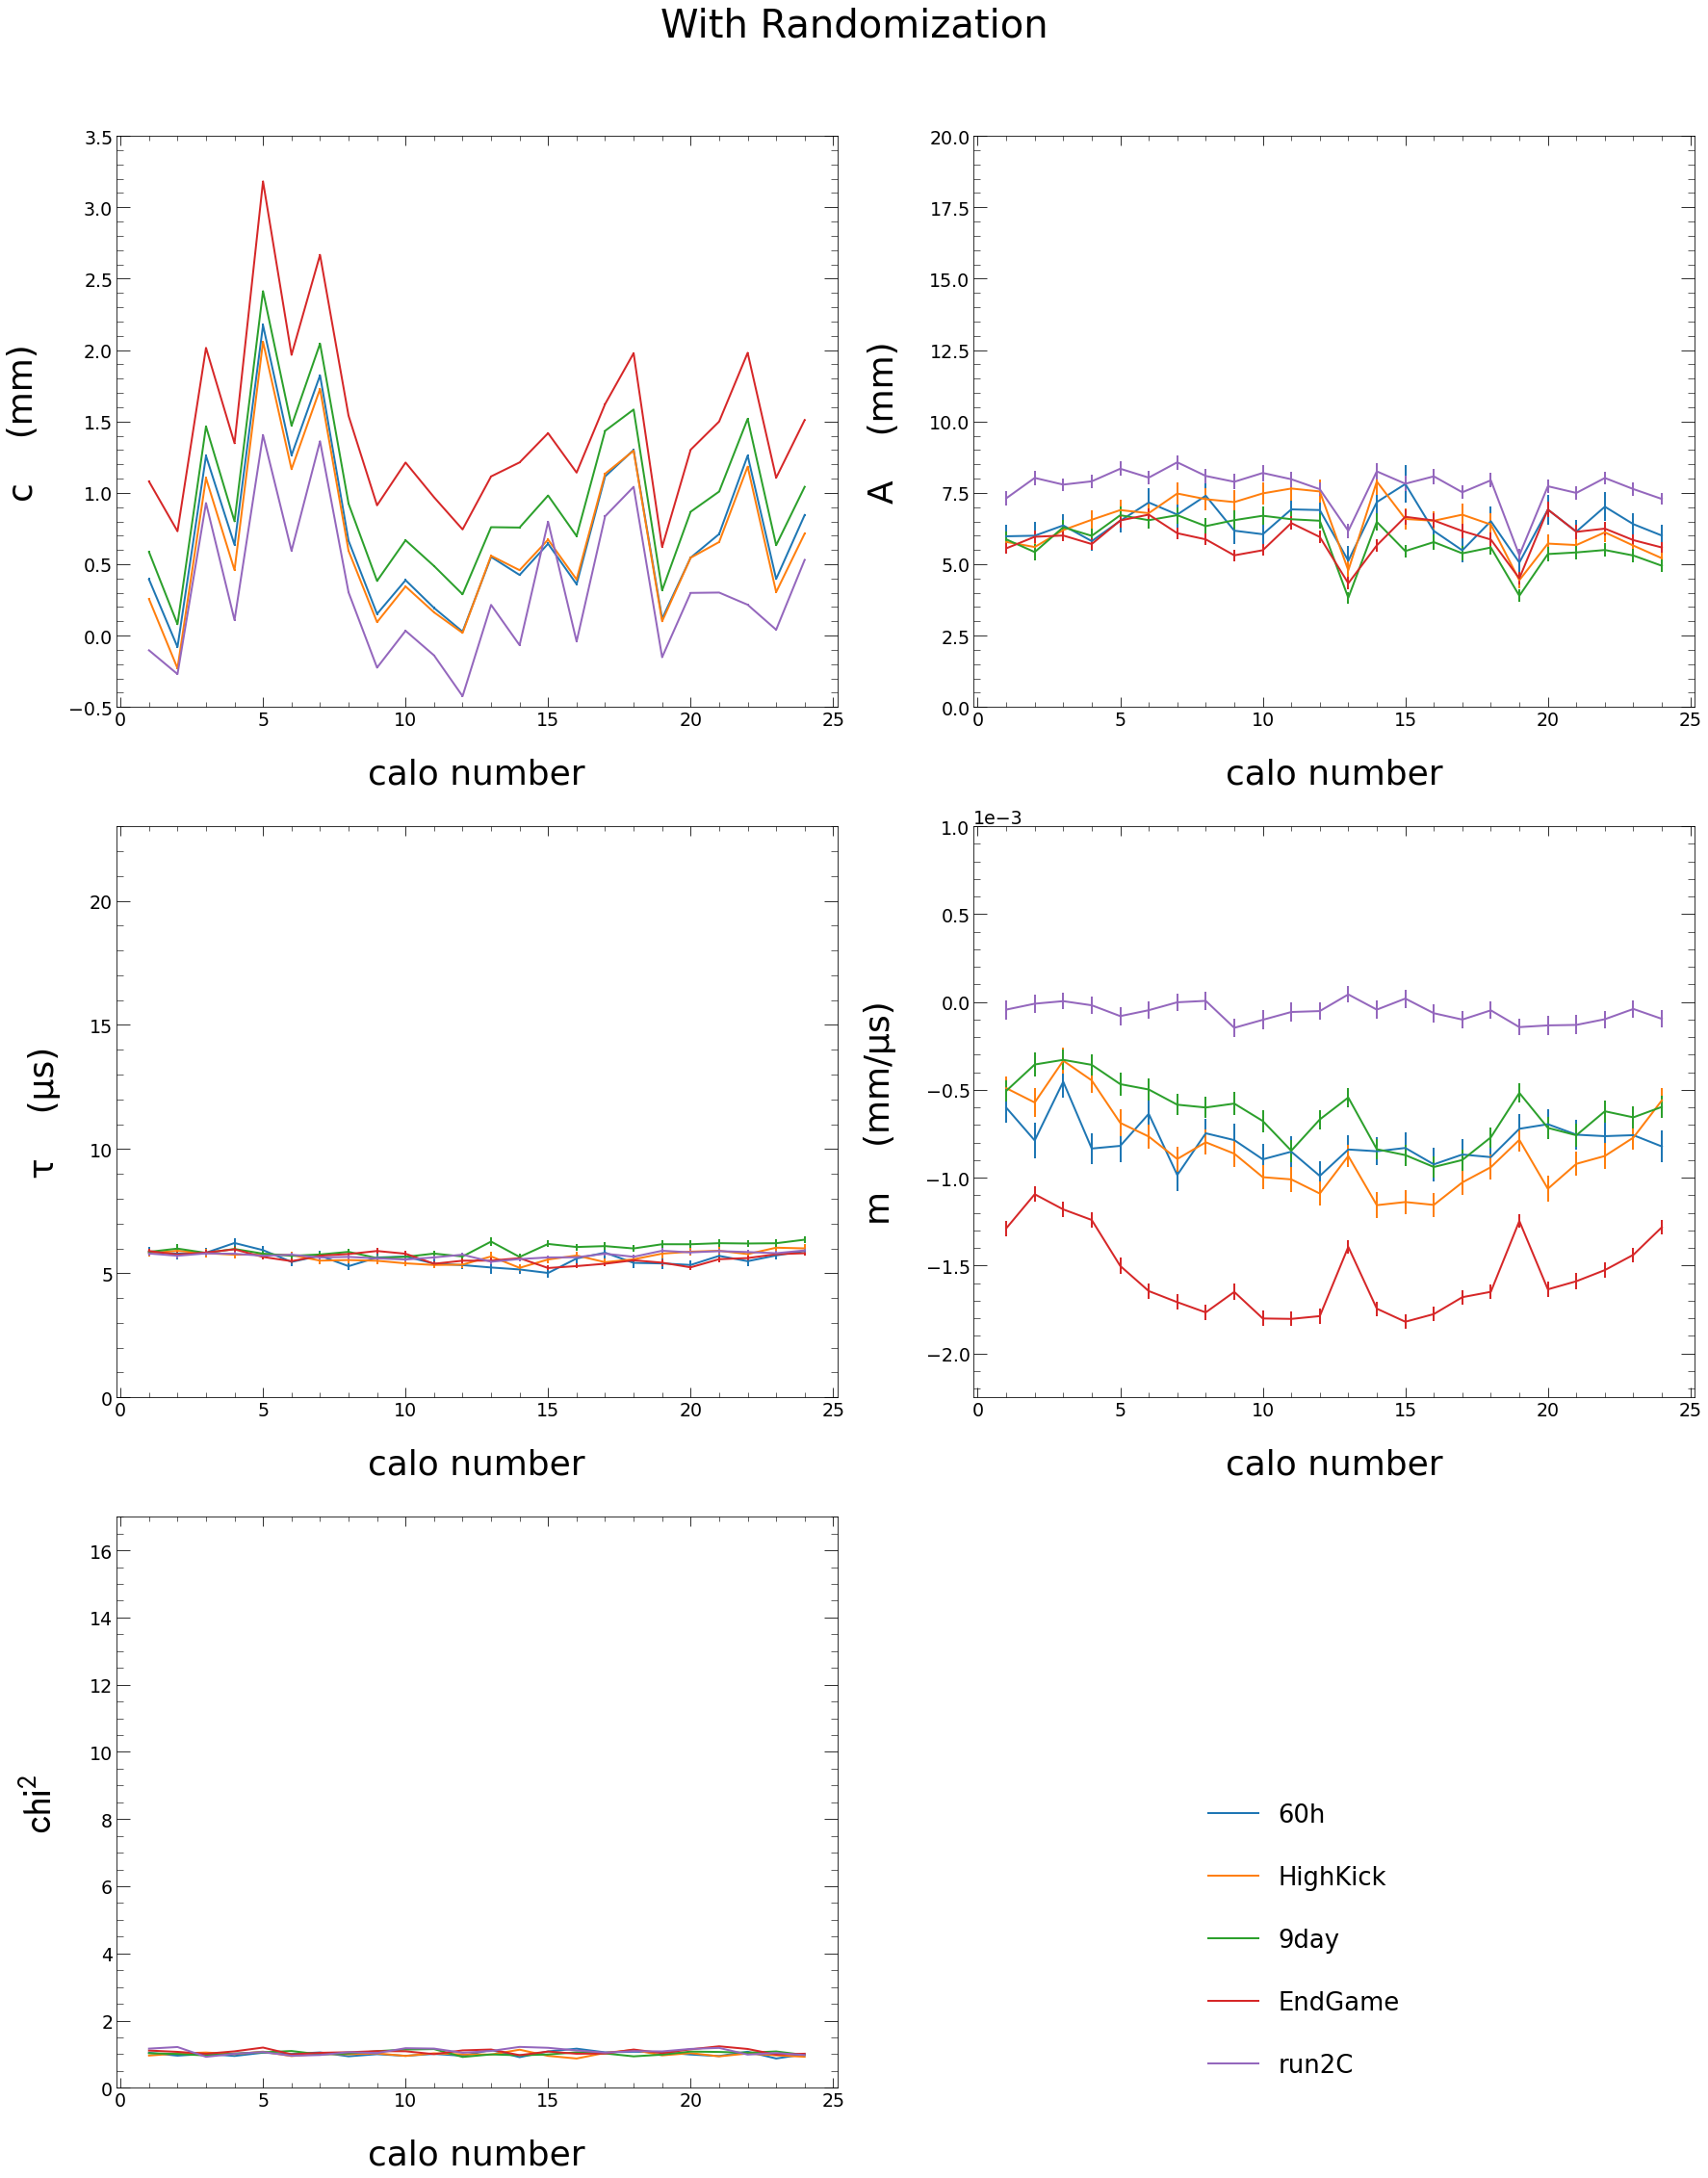 With Randomization
3.5
3.0
2.5
2.0
1.5
1.0
0.5
0.0
−0.5
c (mm)
0 5 10 15 20 25
calo number
20.0
17.5
15.0
12.5
10.0
7.5
5.0
2.5
0.0
A (mm)
0 5 10 15 20 25
calo number
20
15
10
5
0
τ (μs)
0 5 10 15 20 25
calo number
1e−3
1.0
0.5
0.0
−0.5
−1.0
−1.5
−2.0
m (mm/μs)
0 5 10 15 20 25
calo number
16
14
12
10
8
6
4
2
0
chi²
0 5 10 15 20 25
calo number
60h
HighKick
9day
EndGame
run2C